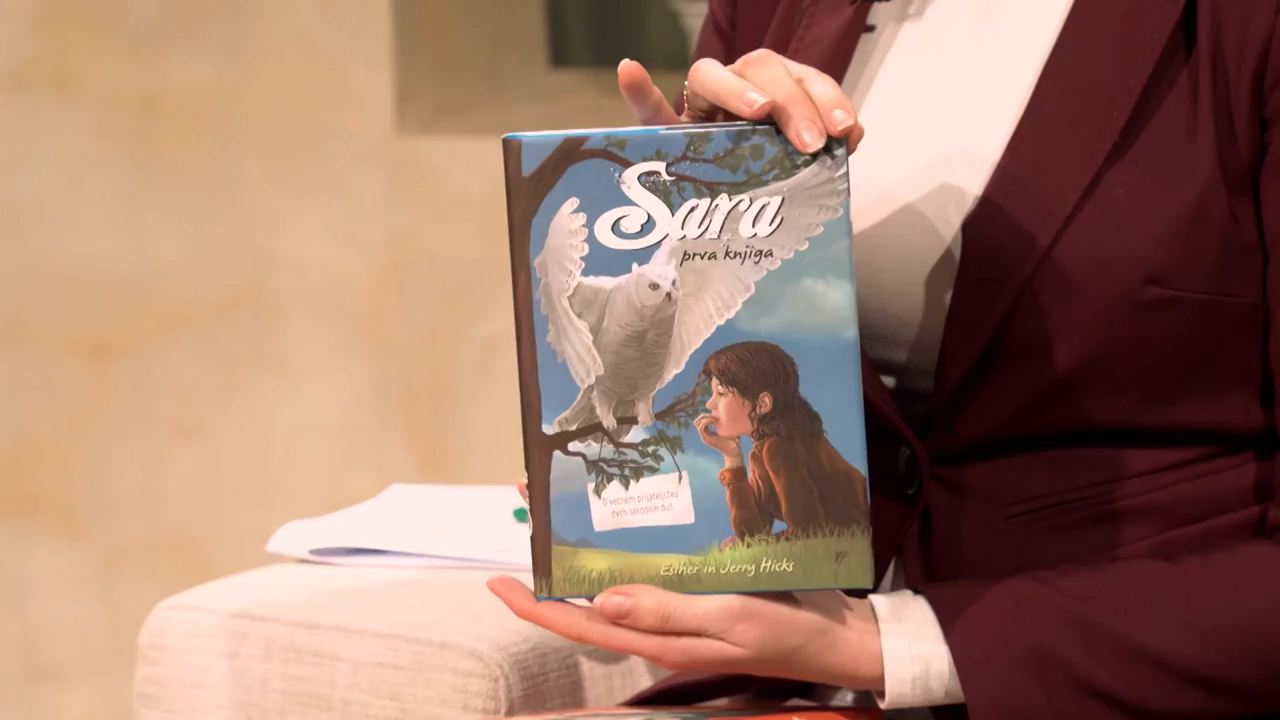 Sara
prva knjiga
O večnem prijateljstvu
dveh sorodnih duš
Esther in Jerry Hicks